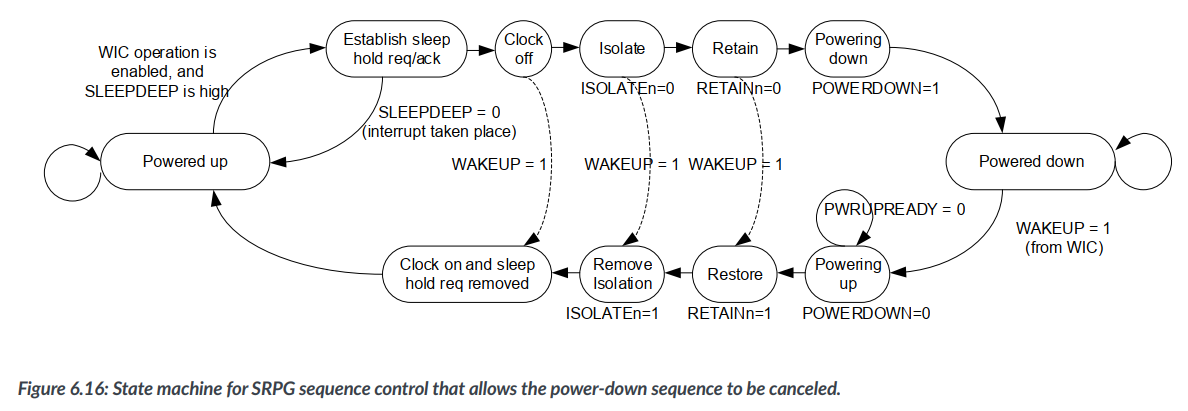 WIC operation is
enabled, and
SLEEPDEEP is high
Establish sleep
hold req/ack
Clock
off
Isolate
Retain
Powering
down
ISOLATEn=0
RETAINn=0
POWERDOWN=1
SLEEPDEEP = 0
(interrupt taken place)
Powered up
WAKEUP = 1
WAKEUP = 1
WAKEUP = 1
Powered down
PWRUPREADY = 0
WAKEUP = 1
(from WIC)
Clock on and sleep
hold req removed
Remove
Isolation
Restore
Powering
up
ISOLATEn=1
RETAINn=1
POWERDOWN=0
Figure 6.16: State machine for SRPG sequence control that allows the power-down sequence to be canceled.